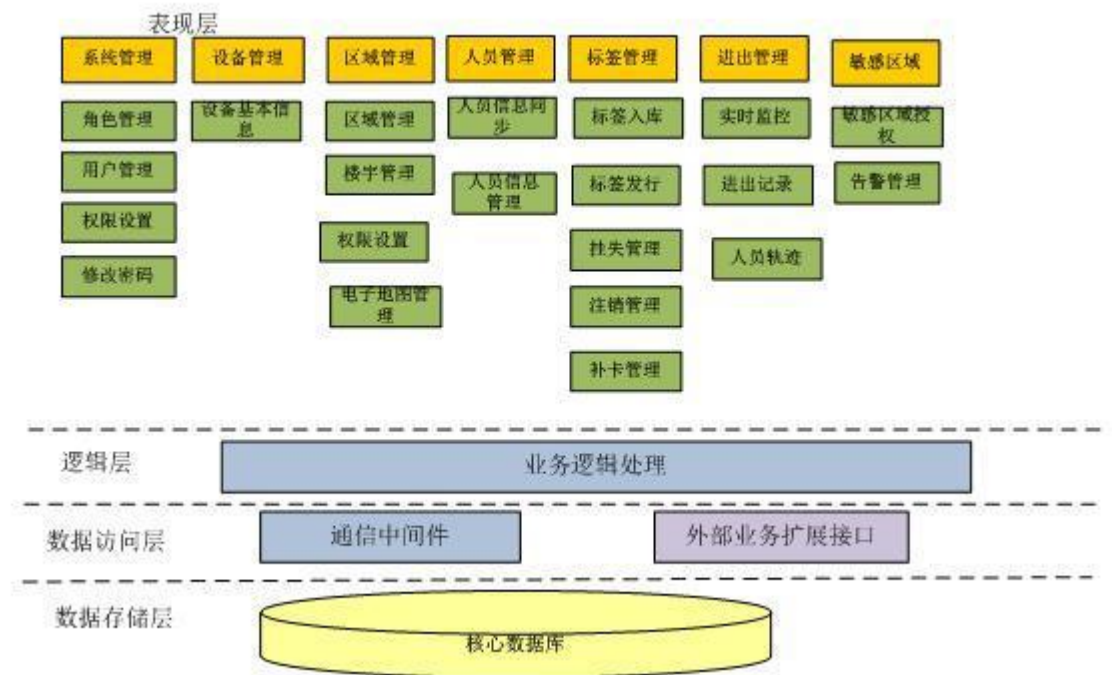 表现层
系统管理
设备管理
区域管理
人员管理
标签管理
进出管理
敏感区域
角色管理
设备基本信
息
区域管理
人员信息同
步
标签入库
实时监控
敏感区域授
权
用户管理
楼宇管理
人员信息
管理
标签发行
进出记录
告警管理
权限设置
权限设置
挂失管理
人员轨迹
修改密码
电子地图管
理
注销管理
补卡管理
逻辑层
业务逻辑处理
数据访问层
通信中间件
外部业务扩展接口
数据存储层
核心数据库